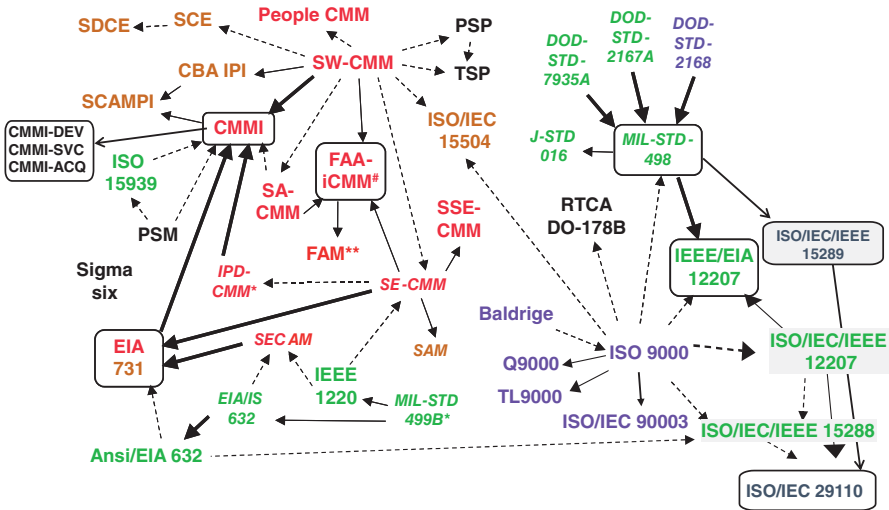 People CMM
SCE
SDCE
PSP
SW-CMM
TSP
CBA IPI
SCAMPI
CMMI
CMMI-DEV
CMMI-SVC
CMMI-ACQ
ISO
15939
PSM
SA-
CMM
FAA-
iCMM#
FAM**
SSE-
CMM
ISO/IEC
15504
DOD-
STD-
7935A
DOD-
STD-
2167A
DOD-
STD-
2168
J-STD
016
MIL-STD-
498
RTCA
DO-178B
IEEE/EIA
12207
ISO/IEC/IEEE
15289
Sigma
six
IPD-
CMM*
SE-CMM
EIA
731
SEC AM
SAM
IEEE
1220
EIA/IS
632
MIL-STD
499B*
Ansi/EIA 632
Baldrige
ISO 9000
Q9000
TL9000
ISO/IEC 90003
ISO/IEC/IEEE
12207
ISO/IEC/IEEE 15288
ISO/IEC 29110